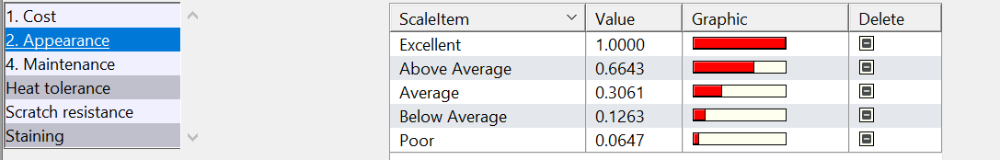 1. Cost
2. Appearance
4. Maintenance
Heat tolerance
Scratch resistance
Staining
ScaleItem Value Graphic Delete
Excellent 1.0000
Above Average 0.6643
Average 0.3061
Below Average 0.1263
Poor 0.0647